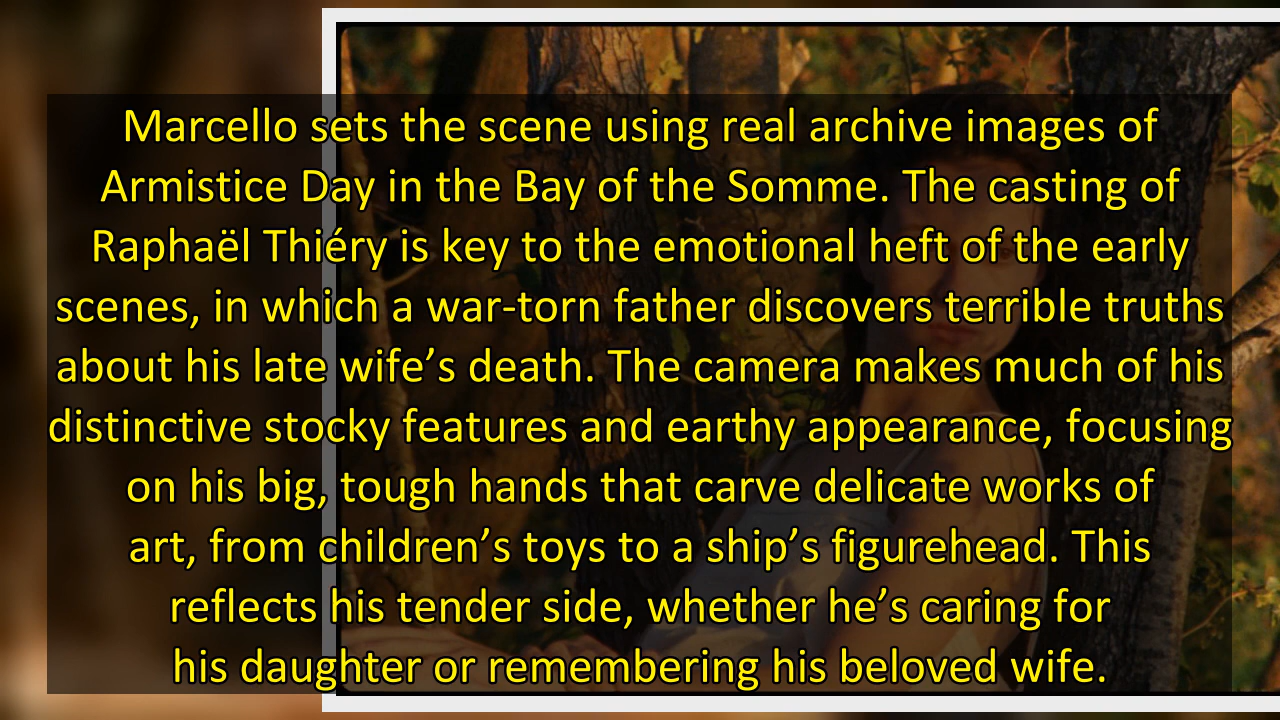 Marcello sets the scene using real archive images of
Armistice Day in the Bay of the Somme. The casting of
Raphaël Thiéry is key to the emotional heft of the early
scenes, in which a war-torn father discovers terrible truths
about his late wife’s death. The camera makes much of his
distinctive stocky features and earthy appearance, focusing
on his big, tough hands that carve delicate works of
art, from children’s toys to a ship’s figurehead. This
reflects his tender side, whether he’s caring for
his daughter or remembering his beloved wife.